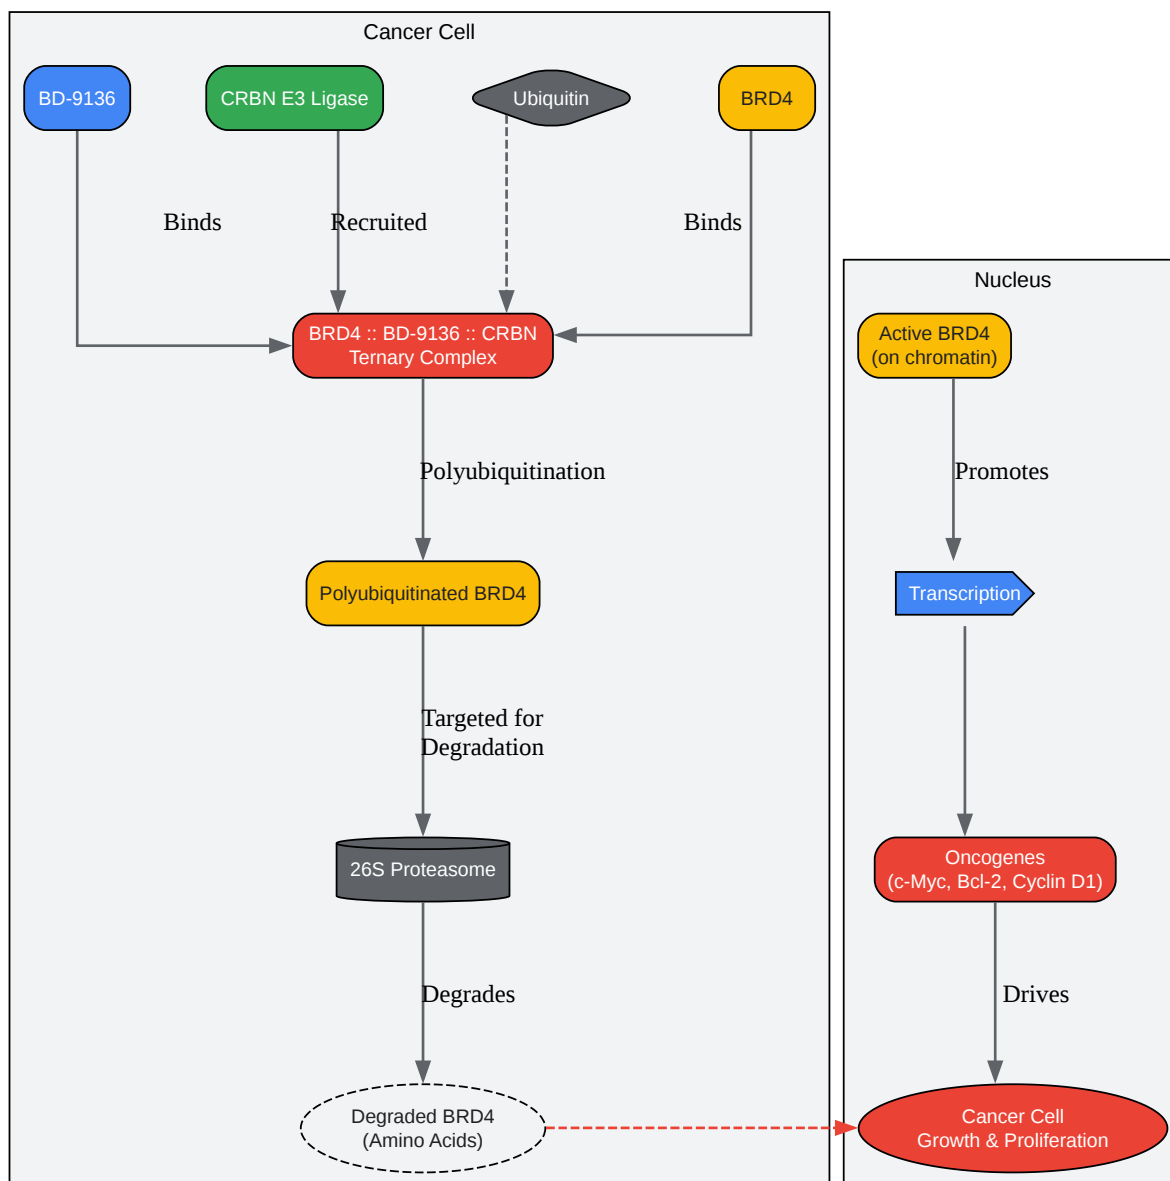 Cancer Cell
BD-9136
CRBN E3 Ligase
Ubiquitin
BRD4
Binds
Recruited
Binds
BRD4 :: BD-9136 :: CRBN
Ternary Complex
Polyubiquitination
Polyubiquitinated BRD4
Targeted for
Degradation
26S Proteasome
Degrades
Degraded BRD4
(Amino Acids)
Nucleus
Active BRD4
(on chromatin)
Promotes
Transcription
Oncogenes
(c-Myc, Bcl-2, Cyclin D1)
Drives
Cancer Cell
Growth & Proliferation